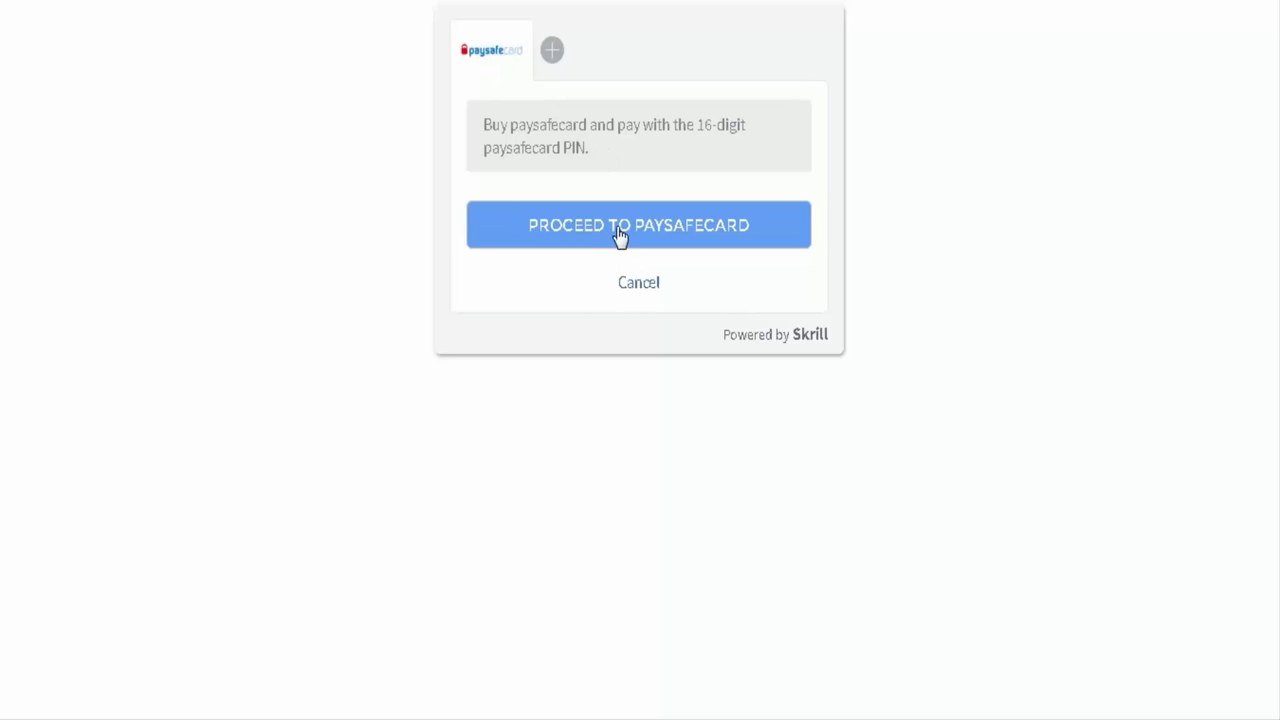 paysafecard
Buy paysafecard and pay with the 16-digit
paysafecard PIN.
PROCEED TO PAYSAFECARD
Cancel
Powered by Skrill